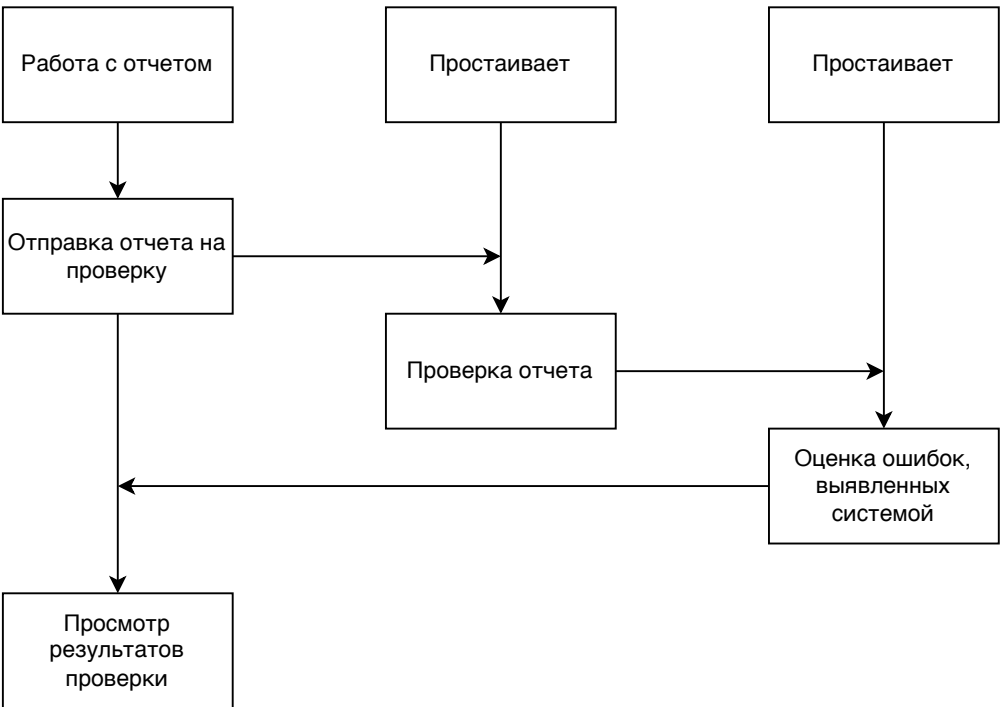 Работа с отчетом
Простаивает
Простаивает
Отправка отчета на
проверку
Проверка отчета
Оценка ошибок,
выявленных
системой
Просмотр
результатов
проверки